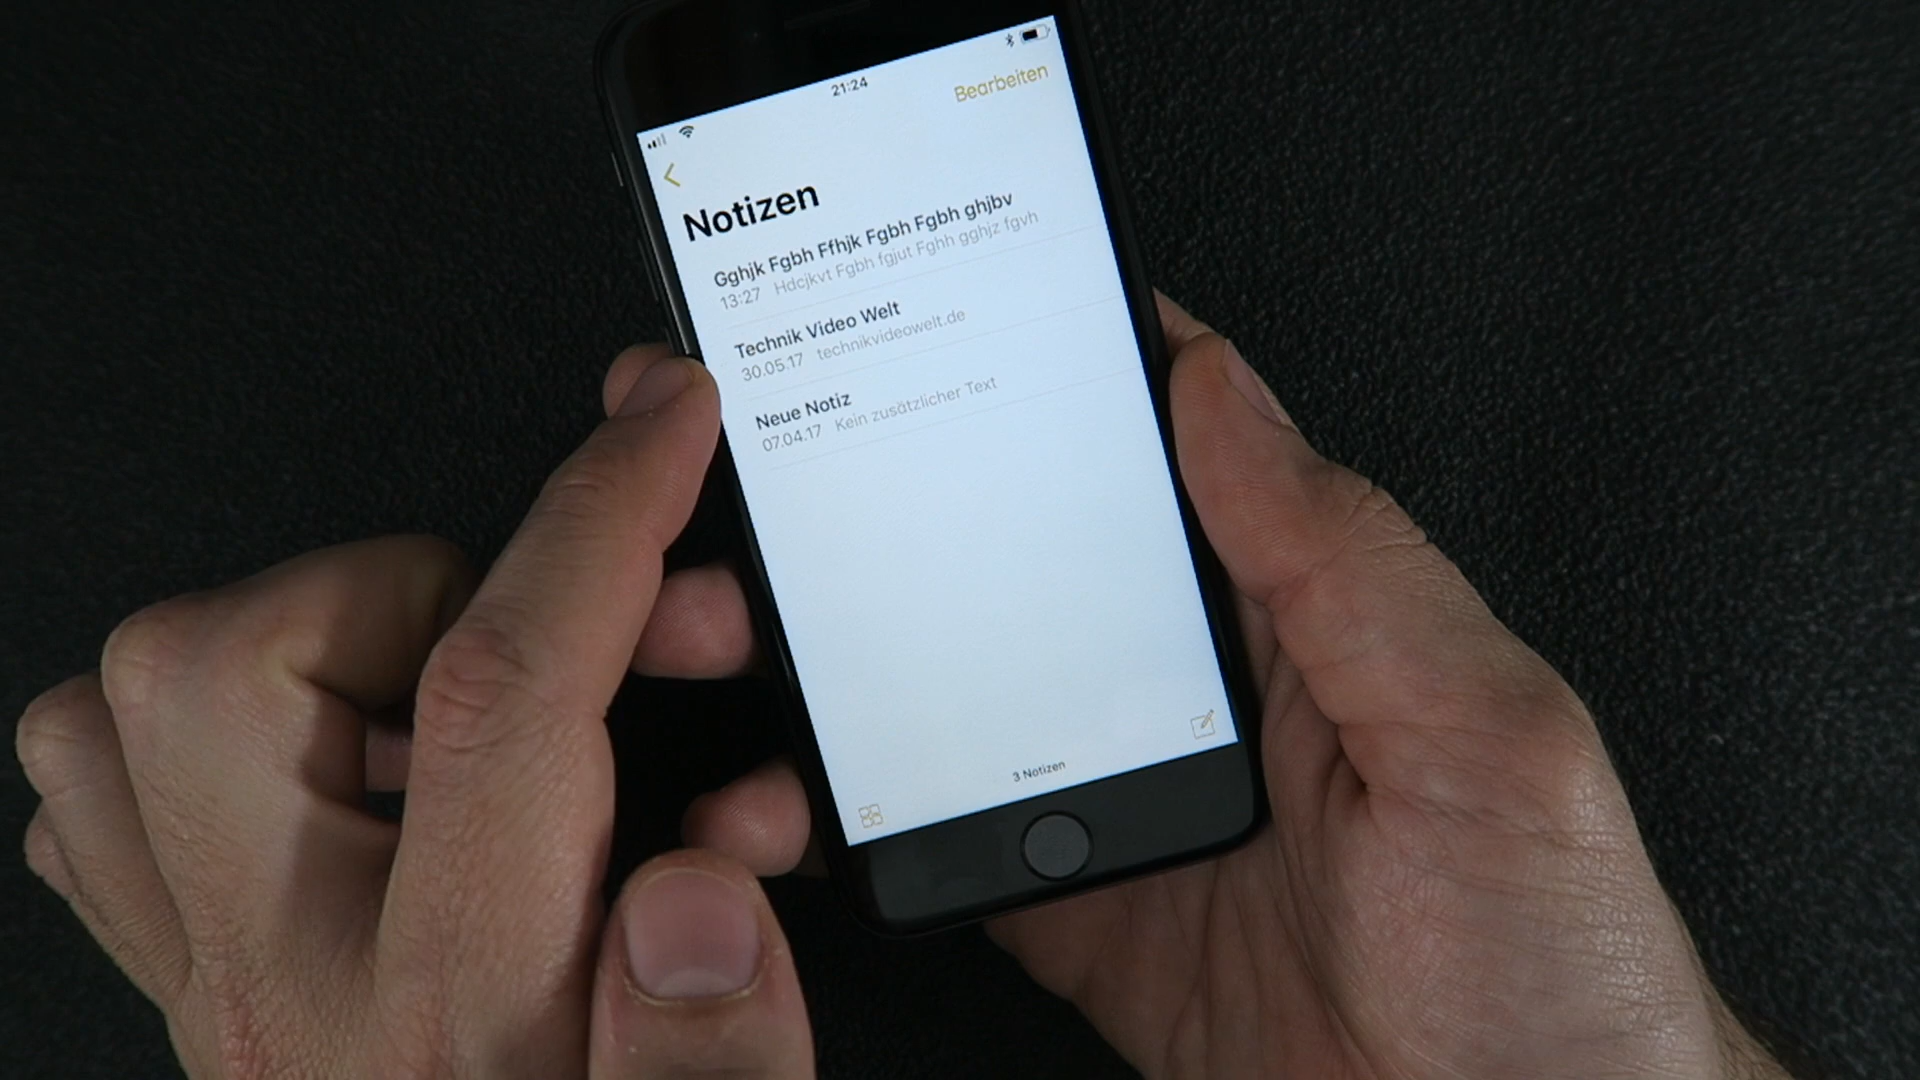 21:24
Bearbeiten
Notizen
Gghjk Fgbh Ffhjk Fgbh Fgbh ghjbv
13:27 Hdcjkvt Fgbh fgjut Fghh gghjz fgvh
Technik Video Welt
30.05.17 technikvideowelt.de
Neue Notiz
07.04.17 Kein zusätzlicher Text
3 Notizen